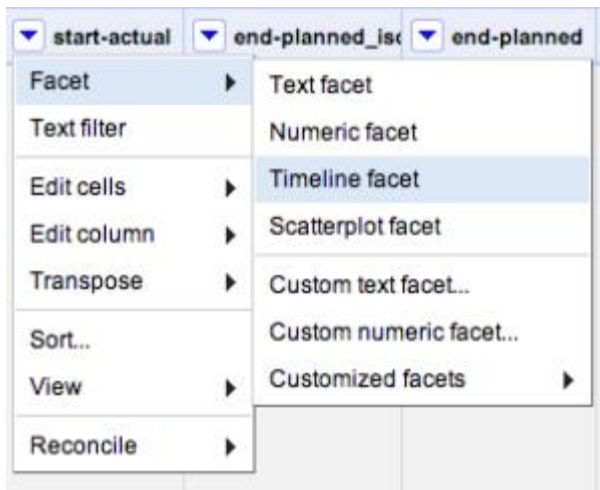 start-actual end-planned_iso end-planned
Facet
Text filter
Edit cells
Edit column
Transpose
Sort...
View
Reconcile
Text facet
Numeric facet
Timeline facet
Scatterplot facet
Custom text facet...
Custom numeric facet...
Customized facets